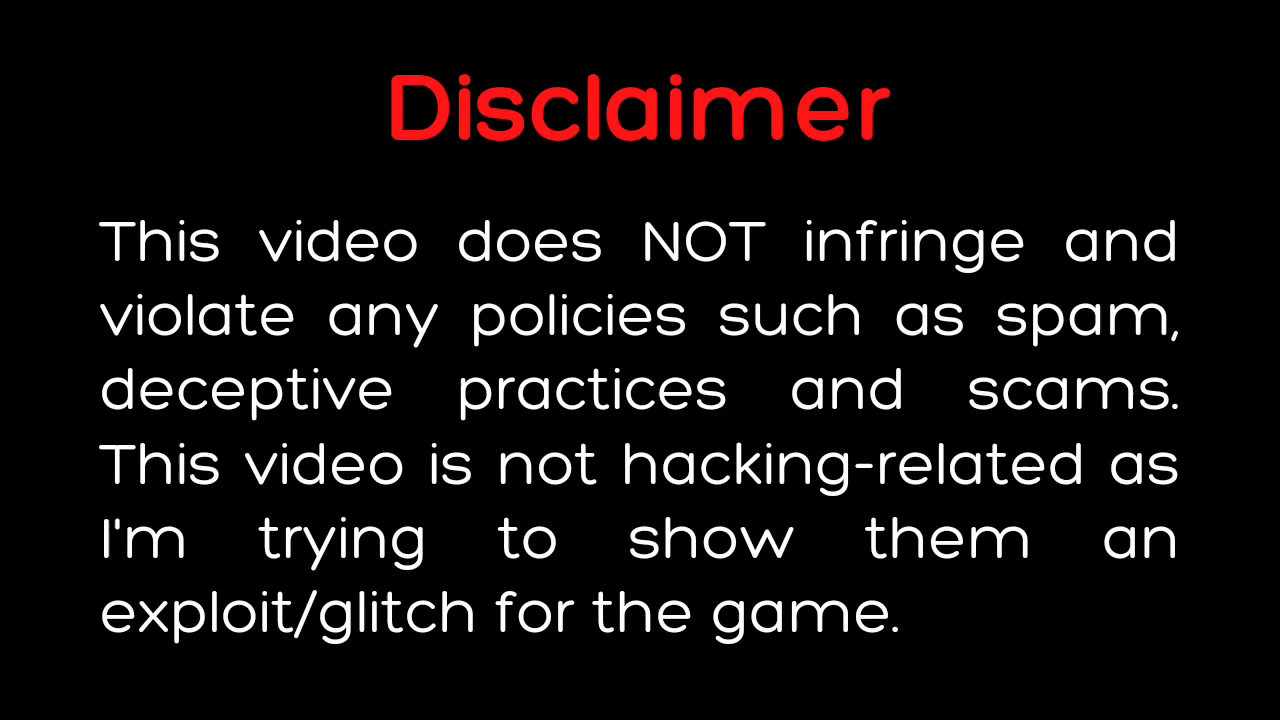 Disclaimer
This video does NOT infringe and
violate any policies such as spam,
deceptive practices and scams.
This video is not hacking-related as
I'm trying to show them an
exploit/glitch for the game.